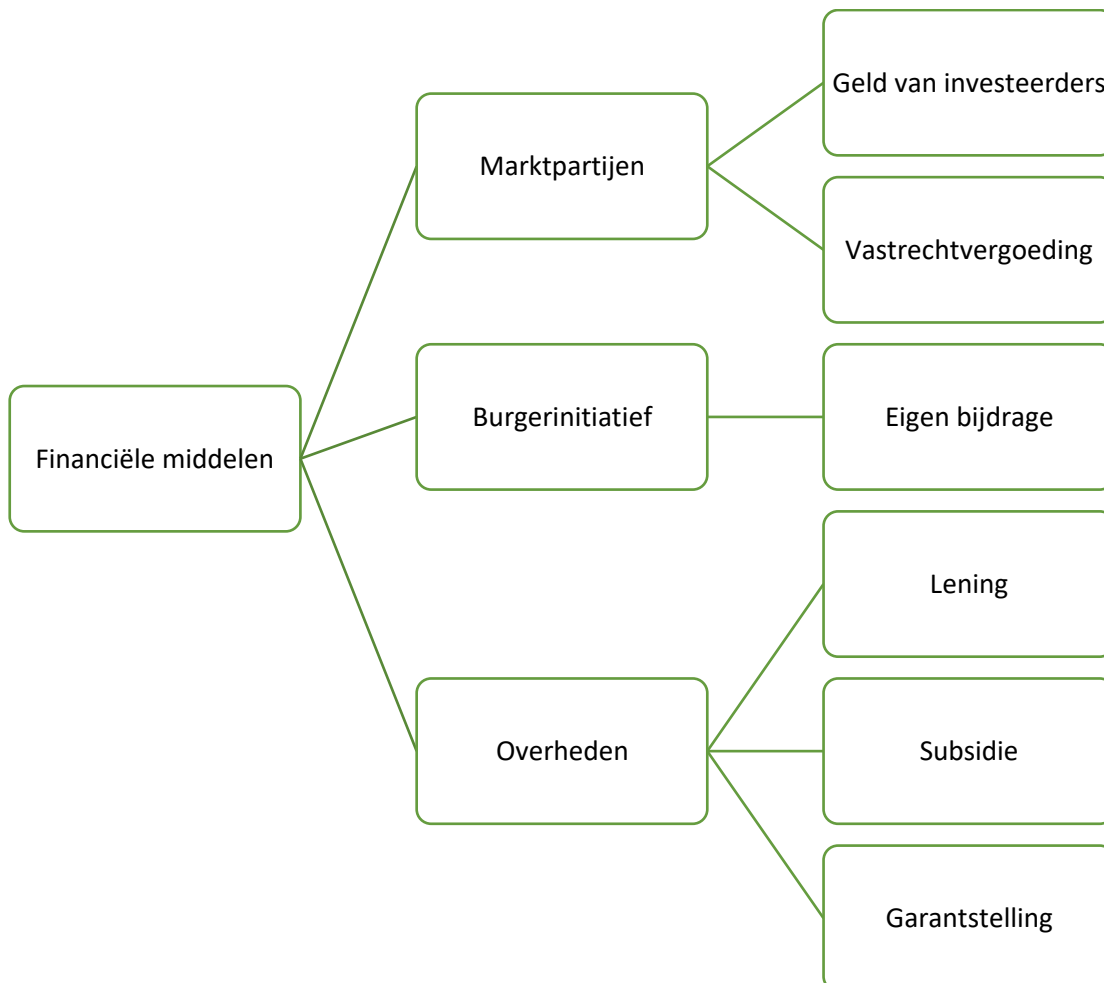 Financiële middelen
Marktpartijen
Geld van investeerders
Vastrechtvergoeding
Burgerinitiatief
Eigen bijdrage
Overheden
Lening
Subsidie
Garantstelling